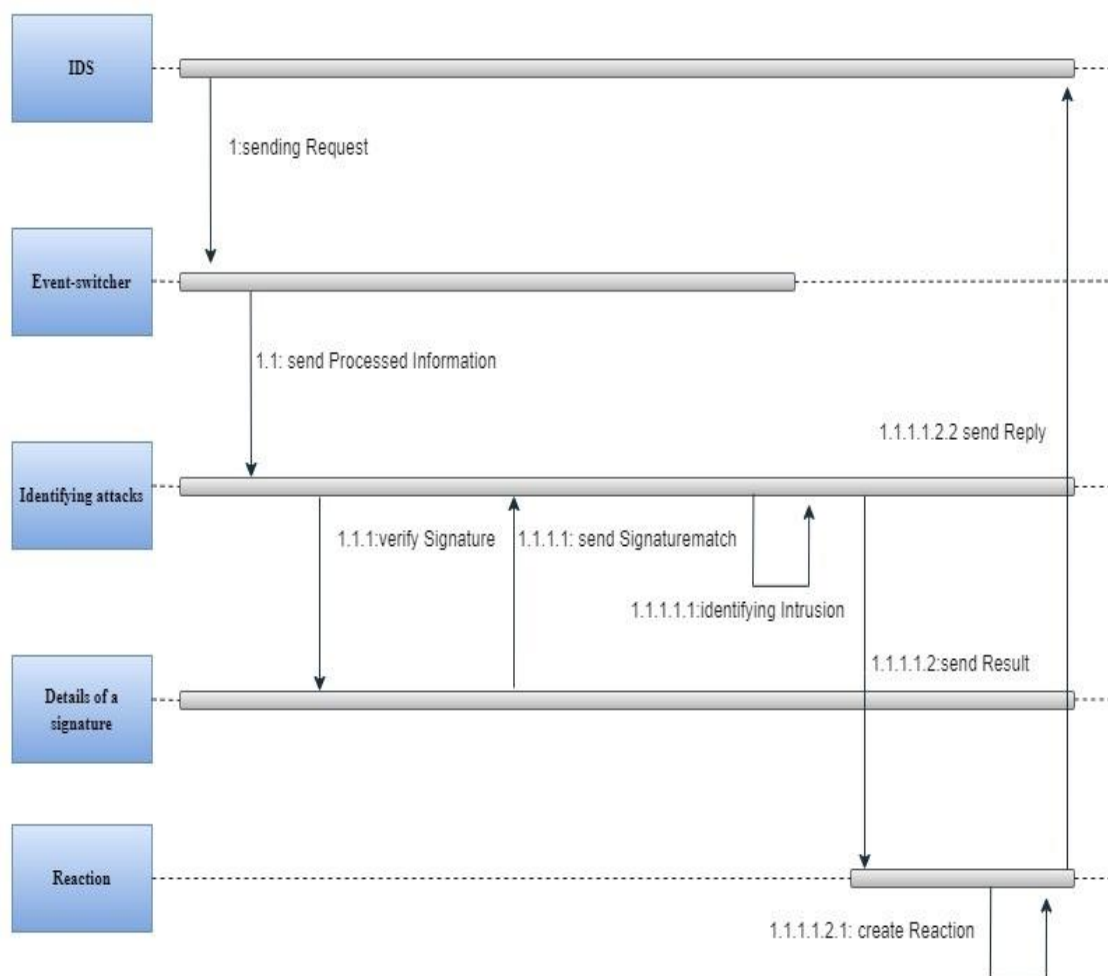 IDS
1:sending Request
Event-switcher
1.1: send Processed Information
1.1.1.1.2.2 send Reply
Identifying attacks
1.1.1:verify Signature
1.1.1.1: send Signaturematch
1.1.1.1.1:identifying Intrusion
1.1.1.1.2:send Result
Details of a
signature
Reaction
1.1.1.1.2.1: create Reaction